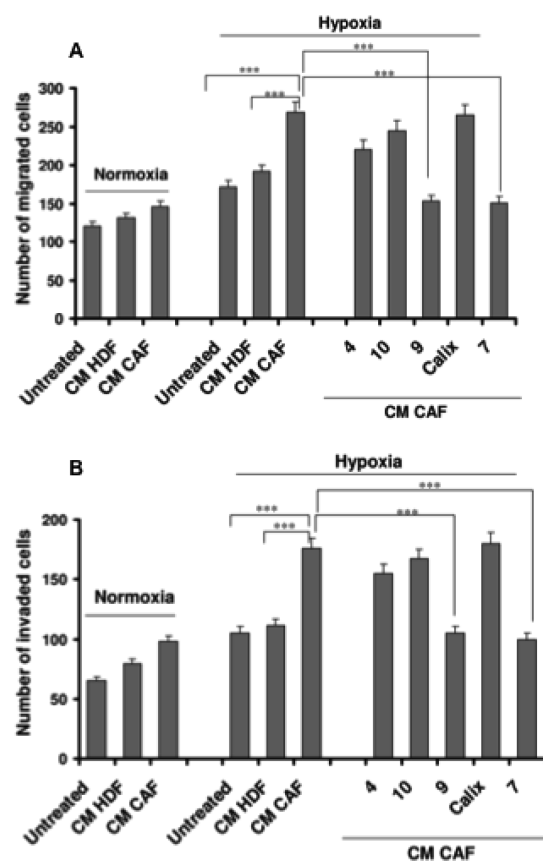 A
Hypoxia
***
***
***
***
Normoxia
Number of migrated cells
300
250
200
150
100
50
0
Untreated
CM HDF
CM CAF
Untreated
CM HDF
CM CAF
4
10
9
Calix
7
CM CAF
B
Hypoxia
***
***
***
***
Normoxia
Number of invaded cells
200
150
100
50
0
Untreated
CM HDF
CM CAF
Untreated
CM HDF
CM CAF
4
10
9
Calix
7
CM CAF